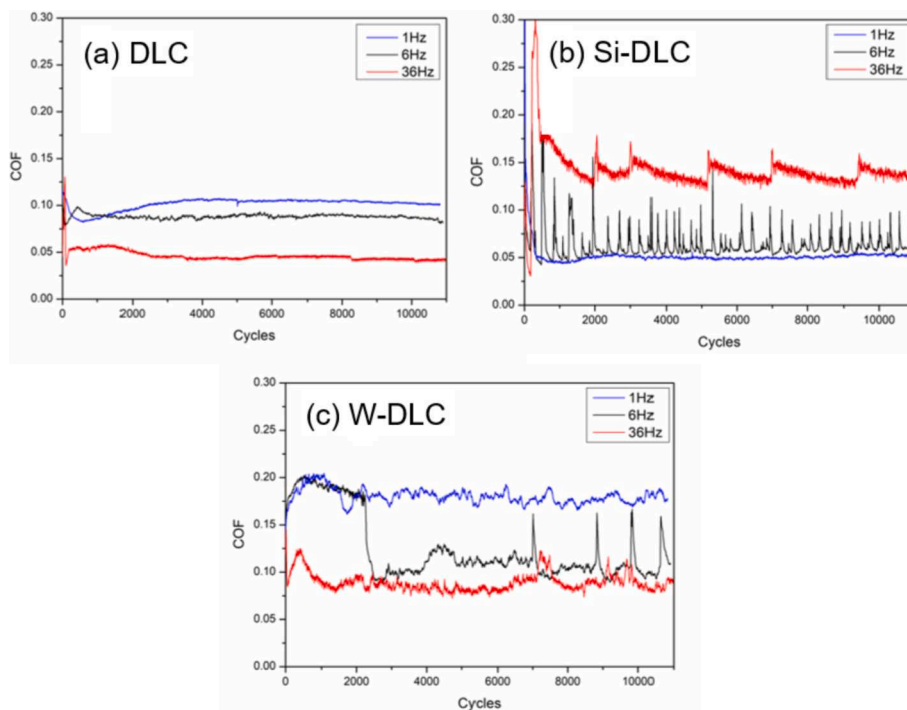 (a) DLC
1Hz
6Hz
36Hz
0.30
0.25
0.20
0.15
0.10
0.05
0.00
COF
0
2000
4000
6000
8000
10000
Cycles
(b) Si-DLC
1Hz
6Hz
36Hz
0.30
0.25
0.20
0.15
0.10
0.05
0.00
COF
0
2000
4000
6000
8000
10000
Cycles
(c) W-DLC
1Hz
6Hz
36Hz
0.30
0.25
0.20
0.15
0.10
0.05
0.00
COF
0
2000
4000
6000
8000
10000
Cycles